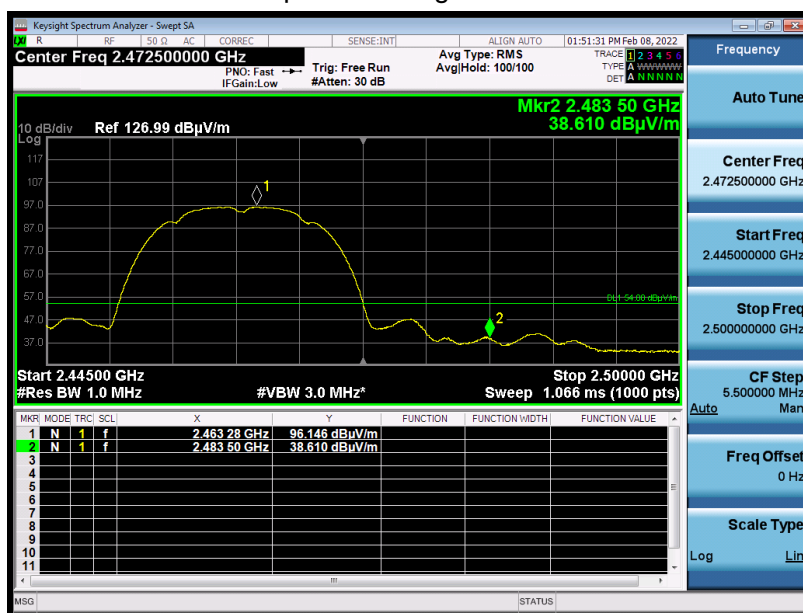 Keysight Spectrum Analyzer - Swept SA
LXI R RF 50 Ω AC CORREC SENSE:INT ALIGN AUTO 01:51:31 PM Feb 08, 2022
Center Freq 2.472500000 GHz
PNO: Fast
IFGain:Low
Trig: Free Run
#Atten: 30 dB
Avg Type: RMS
Avg|Hold: 100/100
TRACE 1 2 3 4 5 6
TYPE A WWWWW
DET A N N N N N
Mkr2 2.483 50 GHz
38.610 dBµV/m
10 dB/div Ref 126.99 dBµV/m
Log
117
107
97.0
87.0
77.0
67.0
57.0
47.0
37.0
1
2
DL1 54.00 dBµV/m
Start 2.44500 GHz Stop 2.50000 GHz
#Res BW 1.0 MHz #VBW 3.0 MHz* Sweep 1.066 ms (1000 pts)
MKR MODE TRC SCL X Y FUNCTION FUNCTION WIDTH FUNCTION VALUE
1 N 1 f 2.463 28 GHz 96.146 dBµV/m
2 N 1 f 2.483 50 GHz 38.610 dBµV/m
3
4
5
6
7
8
9
10
11
MSG STATUS
Frequency
Auto Tune
Center Freq
2.472500000 GHz
Start Freq
2.445000000 GHz
Stop Freq
2.500000000 GHz
CF Step
5.500000 MHz
Auto Man
Freq Offset
0 Hz
Scale Type
Log Lin